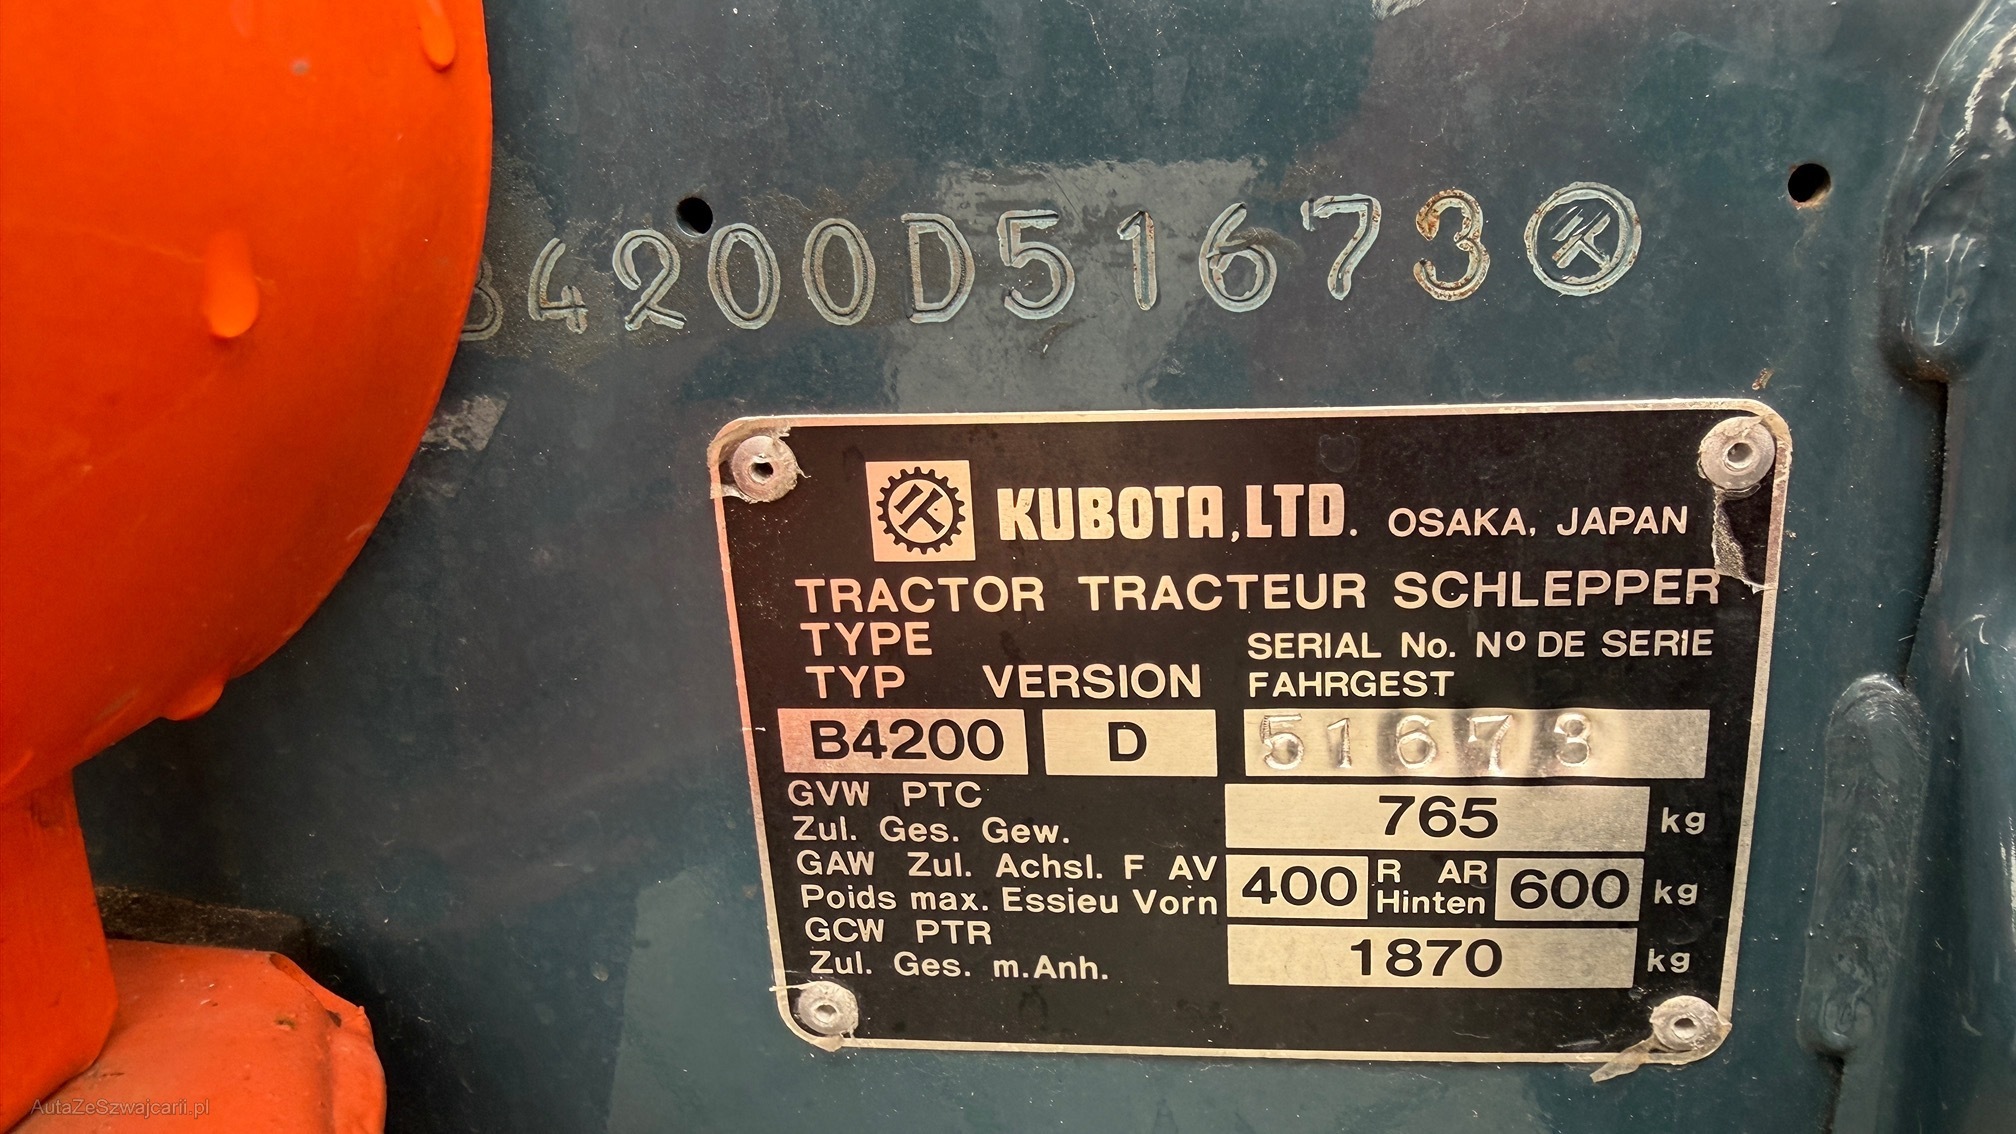 B4200D51673
KUBOTA, LTD. OSAKA, JAPAN
TRACTOR TRACTEUR SCHLEPPER
TYPE SERIAL No. Nº DE SERIE
TYP VERSION FAHRGEST
B4200 D 51673
GVW PTC
Zul. Ges. Gew. 765 kg
GAW Zul. Achsl. F AV R AR
Poids max. Essieu Vorn 400 Hinten 600 kg
GCW PTR
Zul. Ges. m.Anh. 1870 kg
AutaZeSzwajcarii.pl